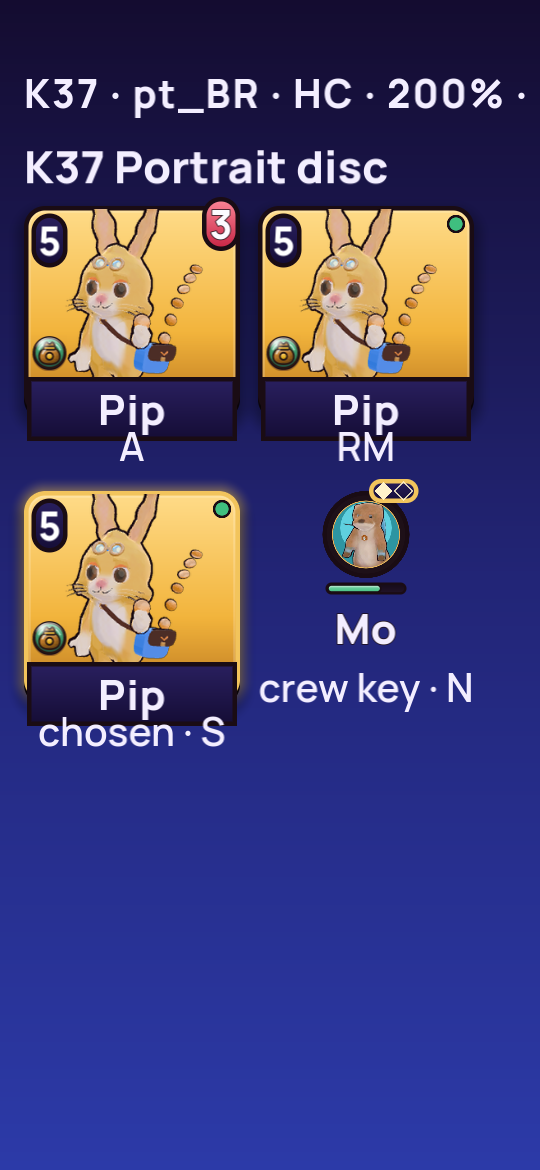 K37 · pt_BR · HC · 200% ·
K37 Portrait disc
5
3
5
Pip
Pip
A
RM
5
Pip
Mo
chosen · S
crew key · N